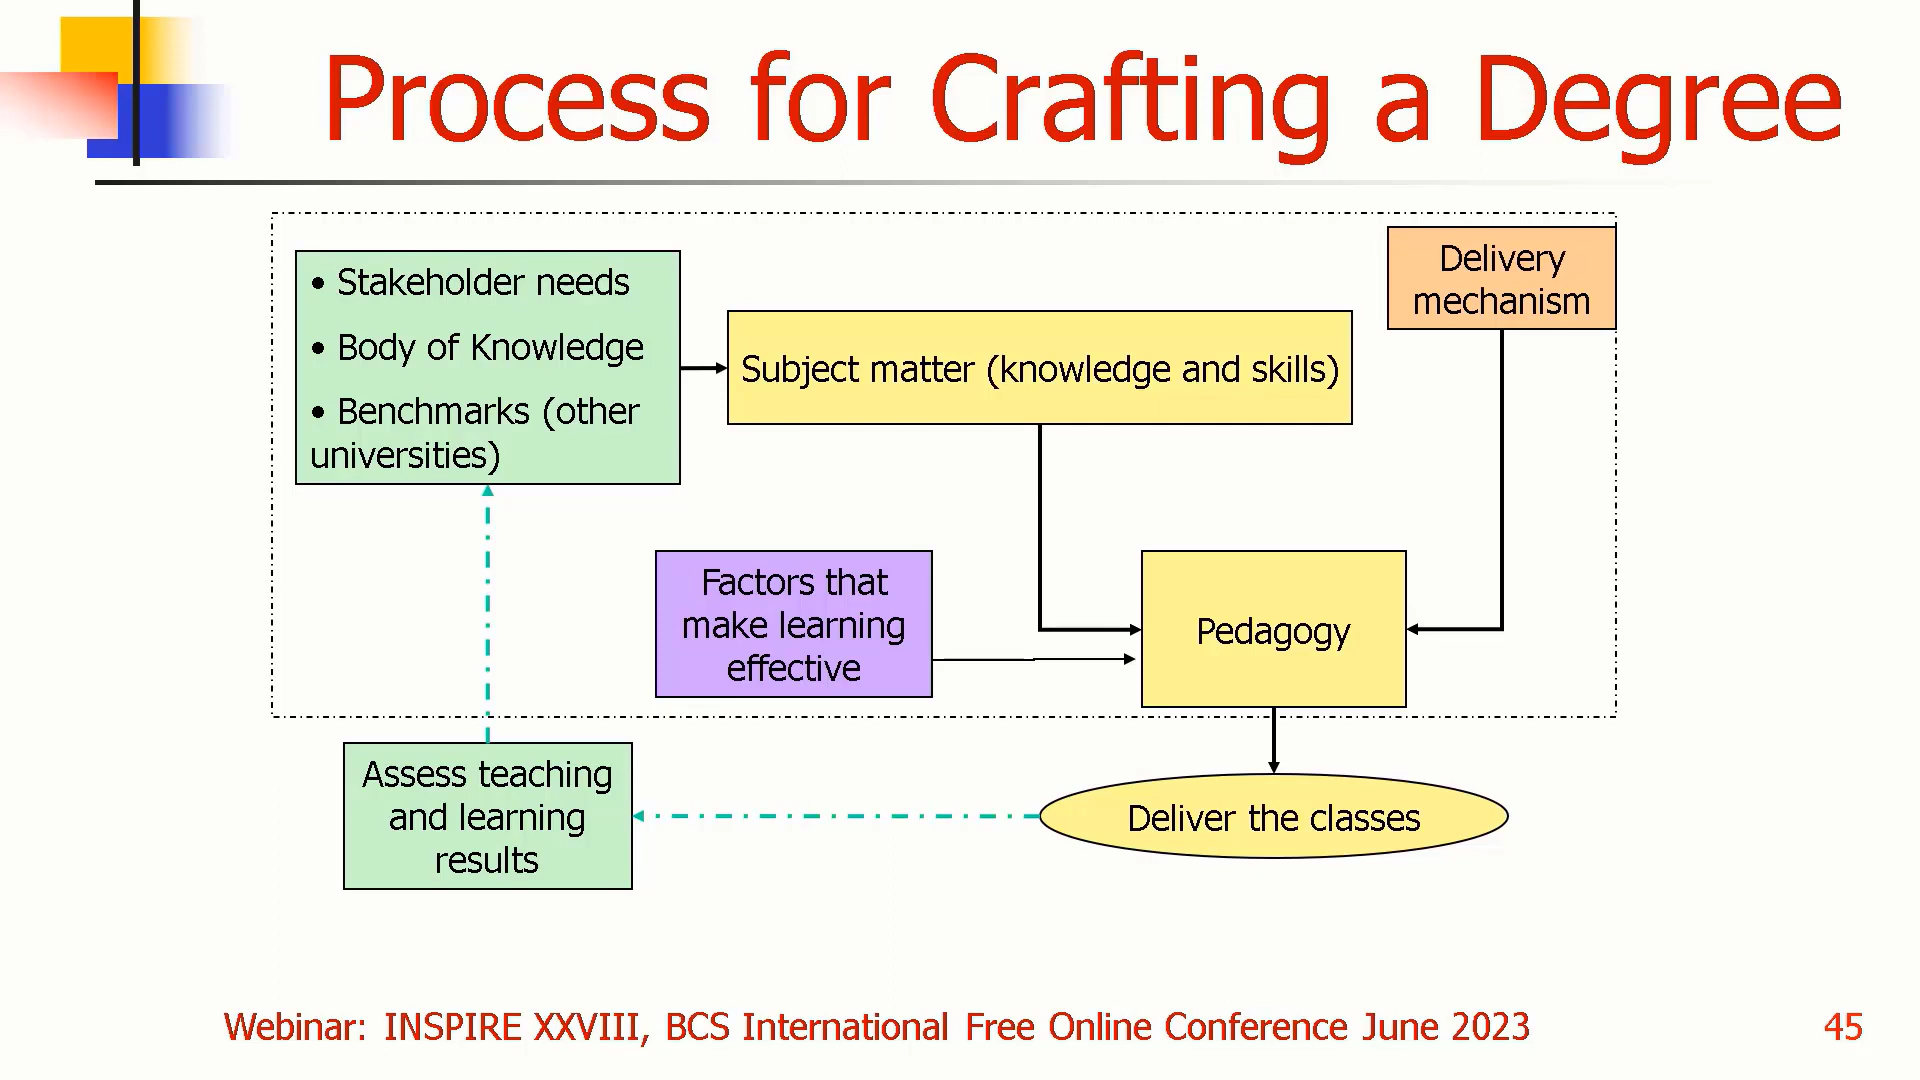 Process for Crafting a Degree
• Stakeholder needs
• Body of Knowledge
• Benchmarks (other
universities)
Subject matter (knowledge and skills)
Delivery
mechanism
Factors that
make learning
effective
Pedagogy
Assess teaching
and learning
results
Deliver the classes
Webinar: INSPIRE XXVIII, BCS International Free Online Conference June 2023
45